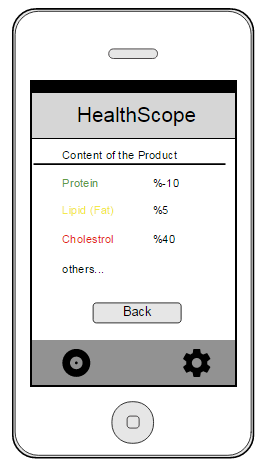 HealthScope
Content of the Product
Protein %-10
Lipid (Fat) %5
Cholestrol %40
others...
Back